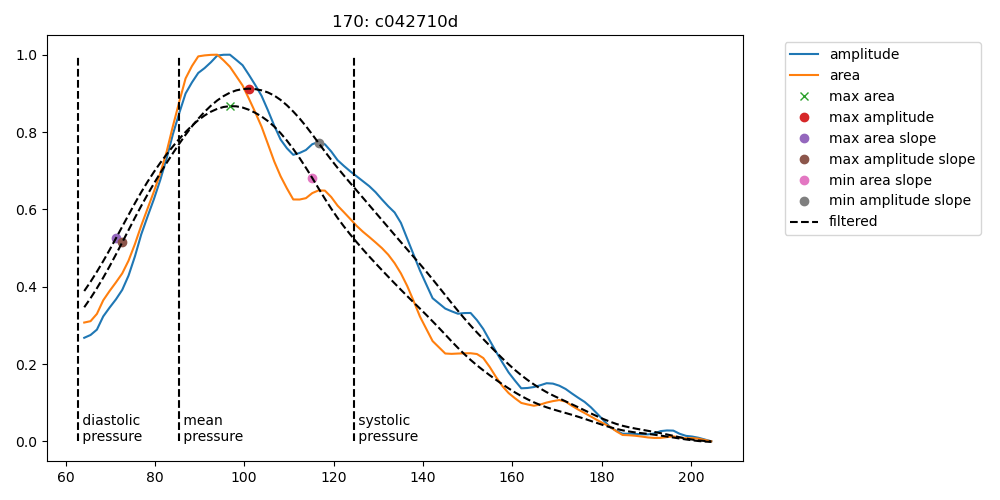 170: c042710d
1.0
0.8
0.6
0.4
0.2
0.0
60
80
100
120
140
160
180
200
diastolic
pressure
mean
pressure
systolic
pressure
amplitude
area
max area
max amplitude
max area slope
max amplitude slope
min area slope
min amplitude slope
filtered